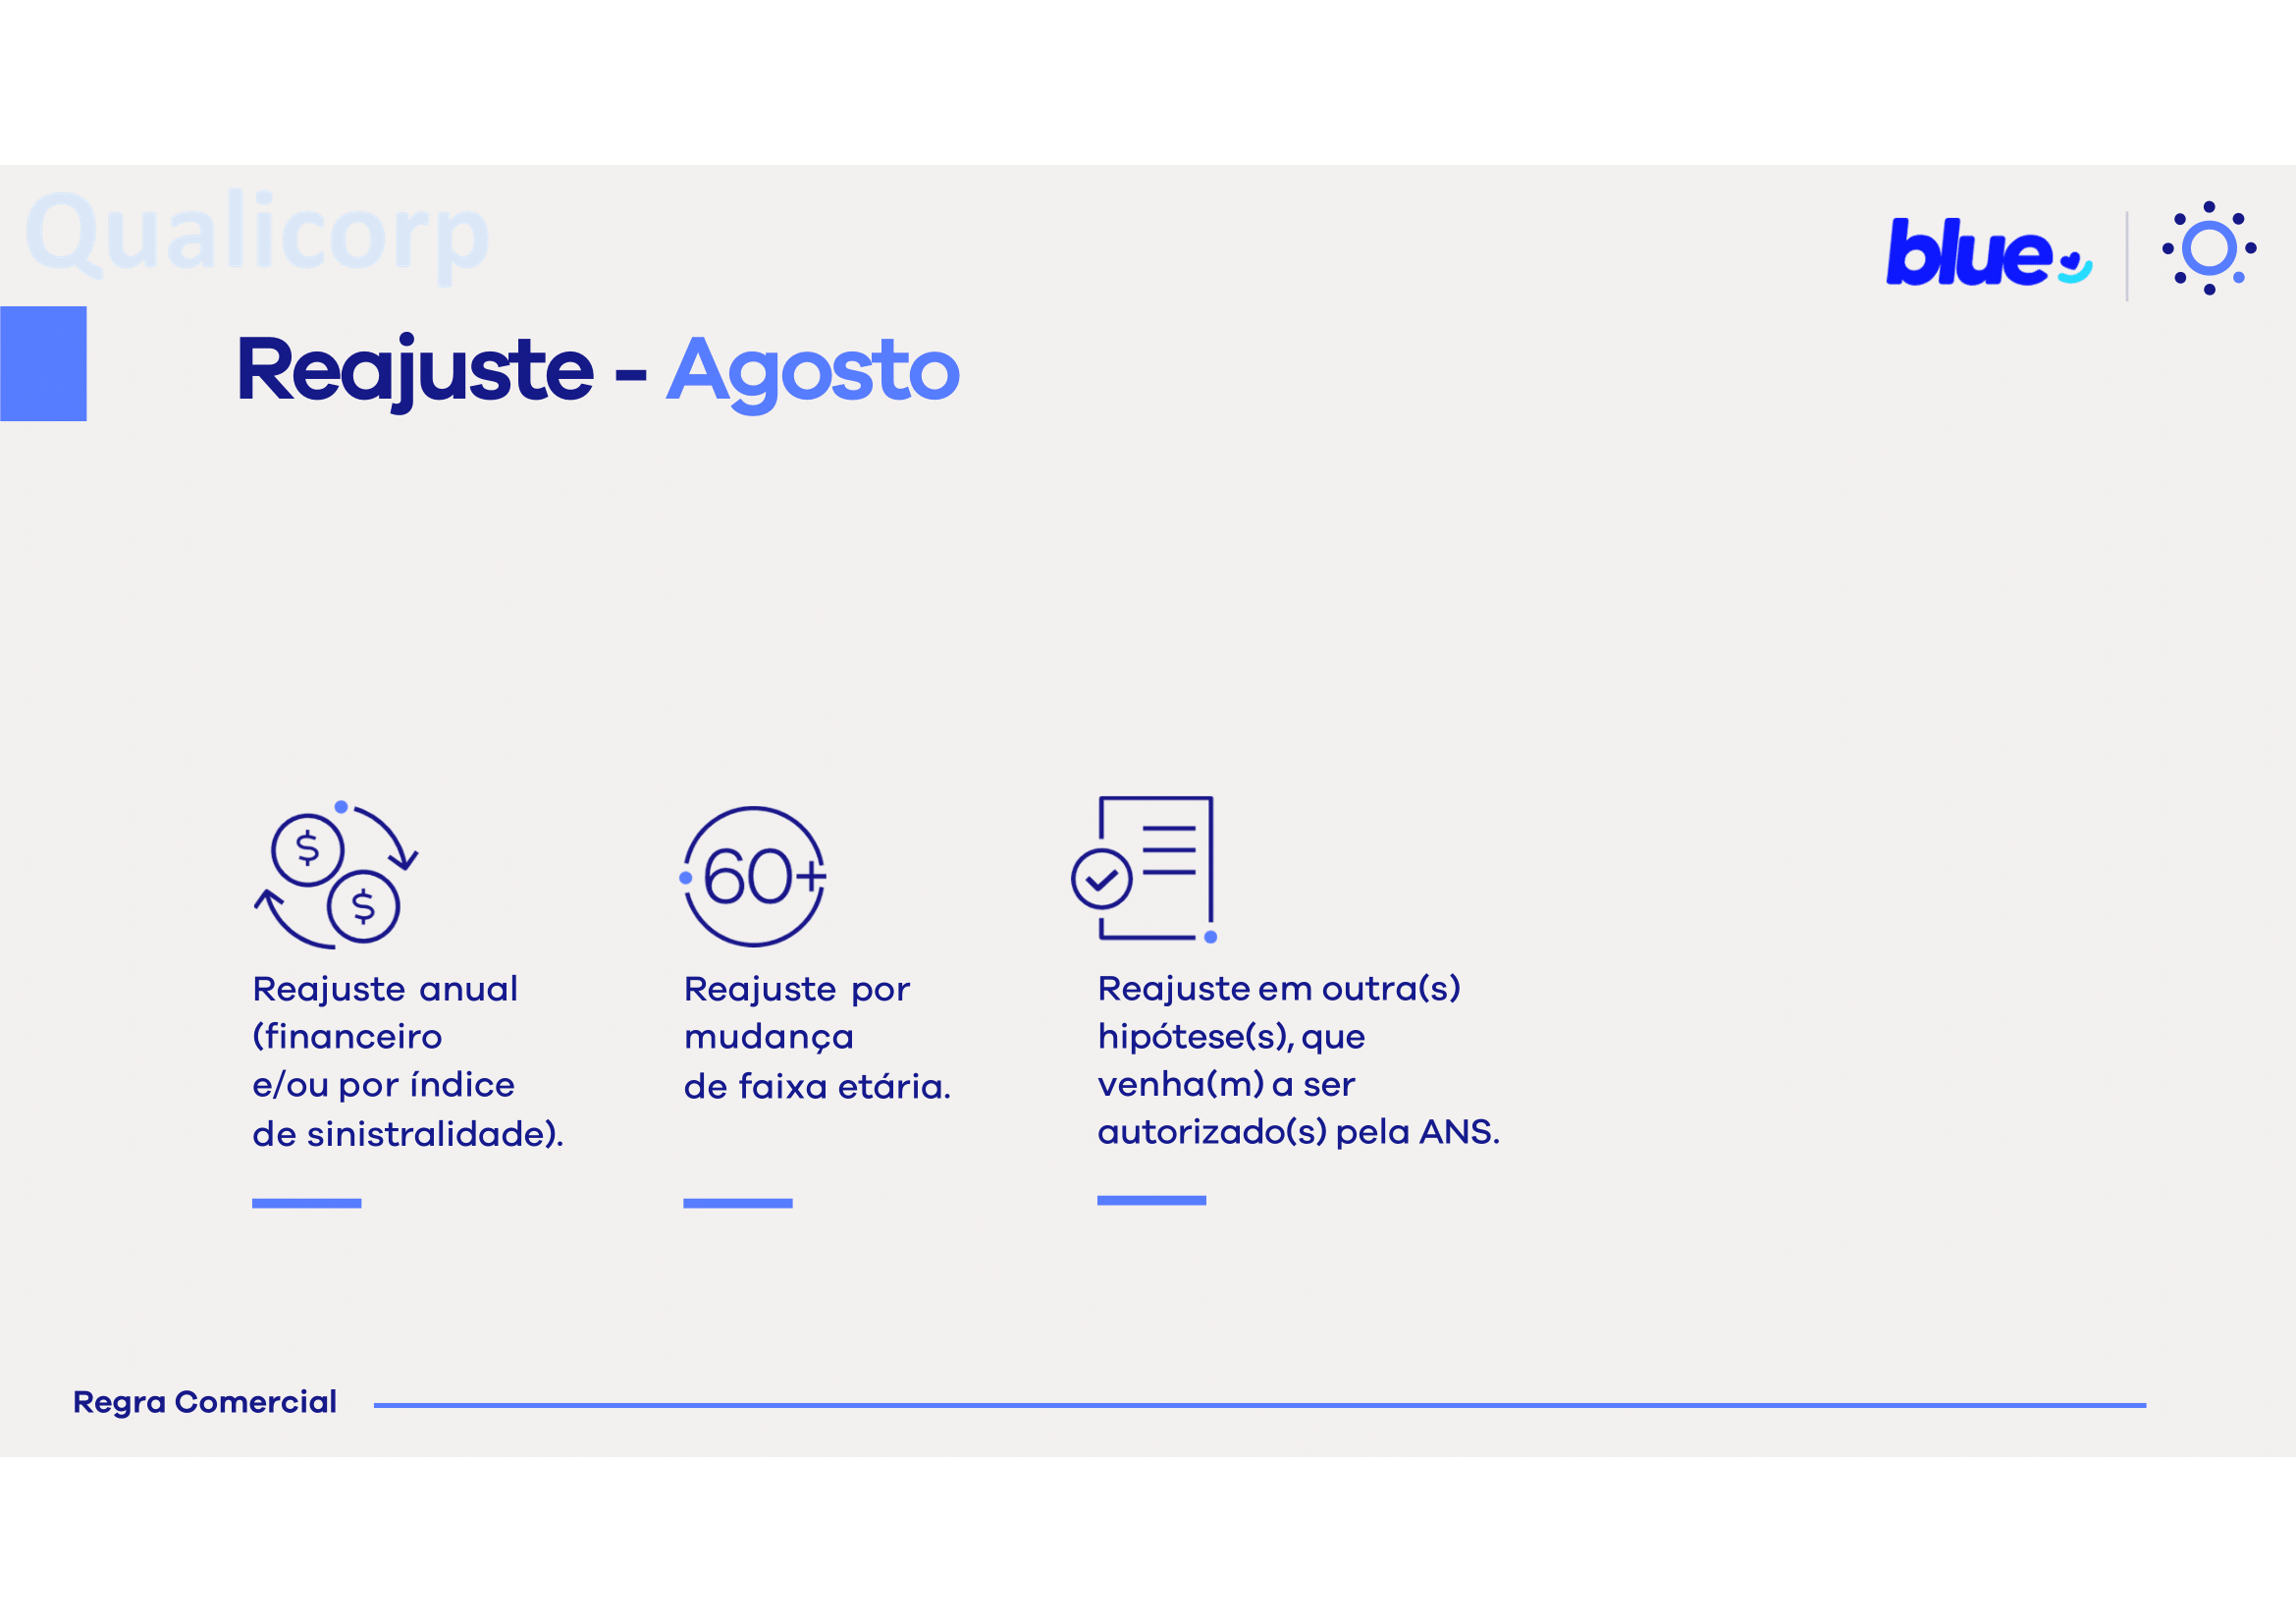 Qualicorp
blue
Reajuste - Agosto
$
$
60+
Reajuste anual
(financeiro
e/ou por índice
de sinistralidade).
Reajuste por
mudança
de faixa etária.
Reajuste em outra(s)
hipótese(s), que
venha(m) a ser
autorizado(s) pela ANS.
Regra Comercial